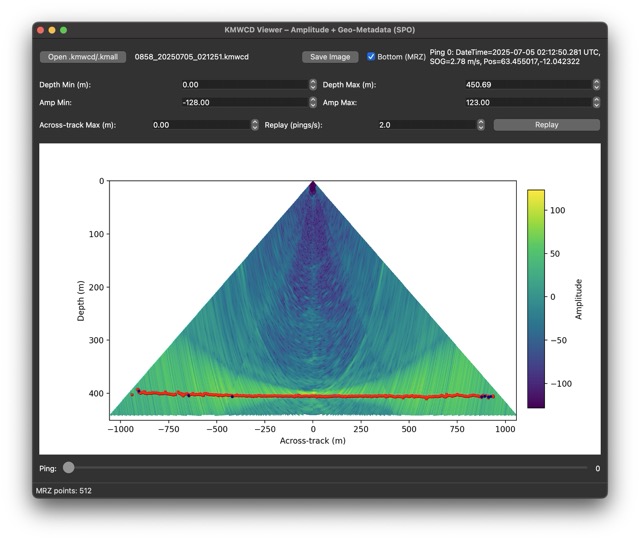 KMWCD Viewer – Amplitude + Geo-Metadata (SPO)
Open .kmwcd/.kmall 0858_20250705_021251.kmwcd Save Image Bottom (MRZ) Ping 0: DateTime=2025-07-05 02:12:50.281 UTC,
SOG=2.78 m/s, Pos=63.455017,-12.042322
Depth Min (m): 0.00 Depth Max (m): 450.69
Amp Min: -128.00 Amp Max: 123.00
Across-track Max (m): 0.00 Replay (pings/s): 2.0 Replay
0
100
200
300
400
Depth (m)
−1000 −750 −500 −250 0 250 500 750 1000
Across-track (m)
100
50
0
−50
−100
Amplitude
Ping: 0
MRZ points: 512